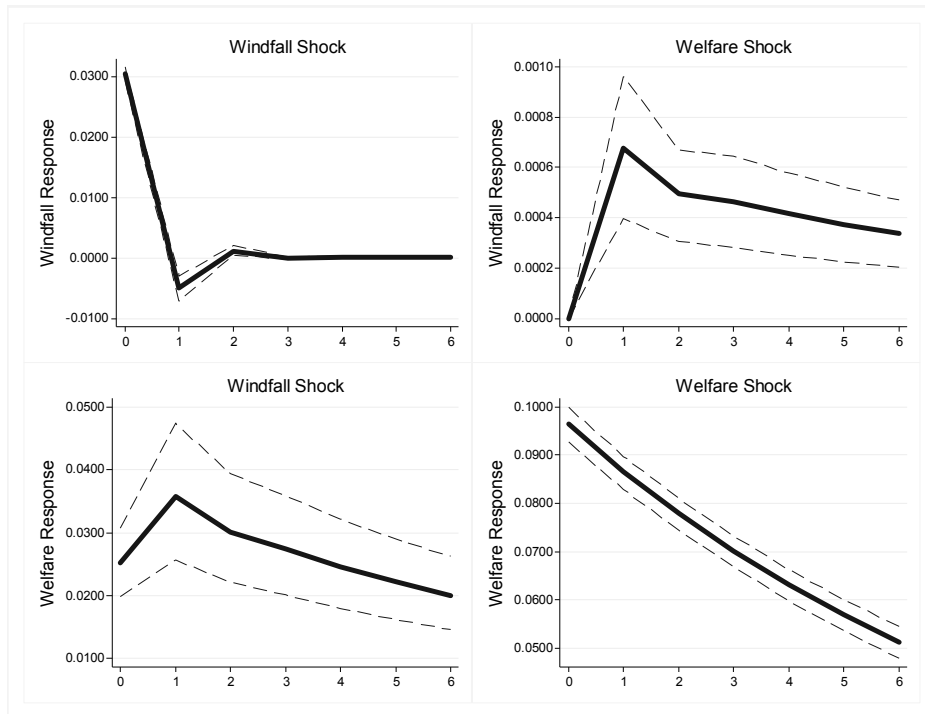 Windfall Shock
Windfall Response
0.0300
0.0200
0.0100
0.0000
-0.0100
0 1 2 3 4 5 6
Welfare Shock
Windfall Response
0.0010
0.0008
0.0006
0.0004
0.0002
0.0000
0 1 2 3 4 5 6
Windfall Shock
Welfare Response
0.0500
0.0400
0.0300
0.0200
0.0100
0 1 2 3 4 5 6
Welfare Shock
Welfare Response
0.1000
0.0900
0.0800
0.0700
0.0600
0.0500
0 1 2 3 4 5 6